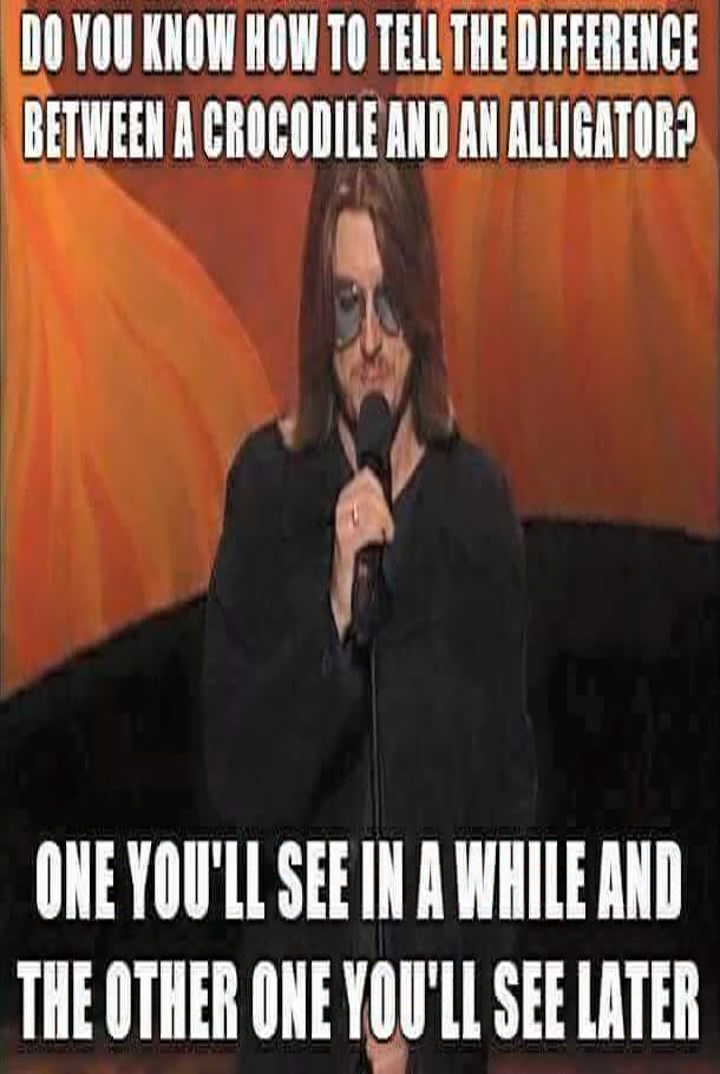 DO YOU KNOW HOW TO TELL THE DIFFERENCE
BETWEEN A CROCODILE AND AN ALLIGATOR?
ONE YOU'LL SEE IN A WHILE AND
THE OTHER ONE YOU'LL SEE LATER